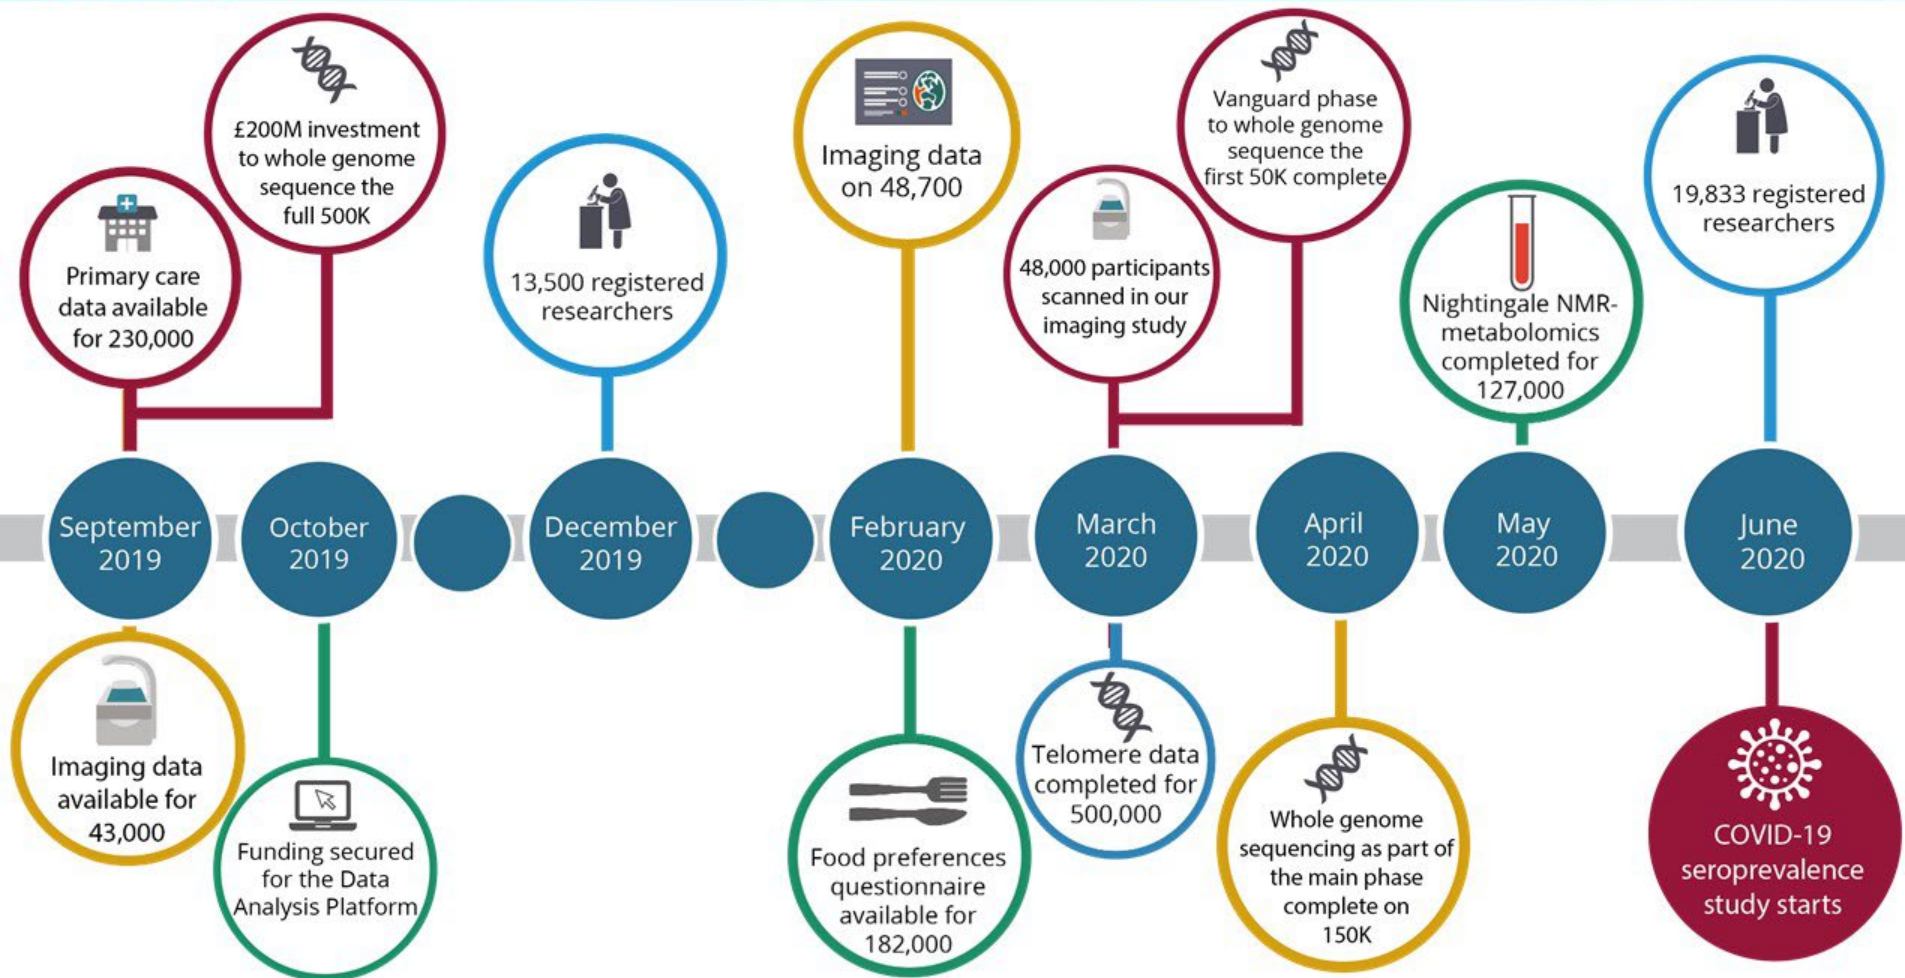 £200M investment
to whole genome
sequence the
full 500K
Primary care
data available
for 230,000
13,500 registered
researchers
Imaging data
on 48,700
48,000 participants
scanned in our
imaging study
Vanguard phase
to whole genome
sequence the
first 50K complete
Nightingale NMR-
metabolomics
completed for
127,000
19,833 registered
researchers
September
2019
October
2019
December
2019
February
2020
March
2020
April
2020
May
2020
June
2020
Imaging data
available for
43,000
Funding secured
for the Data
Analysis Platform
Food preferences
questionnaire
available for
182,000
Telomere data
completed for
500,000
Whole genome
sequencing as part of
the main phase
complete on
150K
COVID-19
seroprevalence
study starts